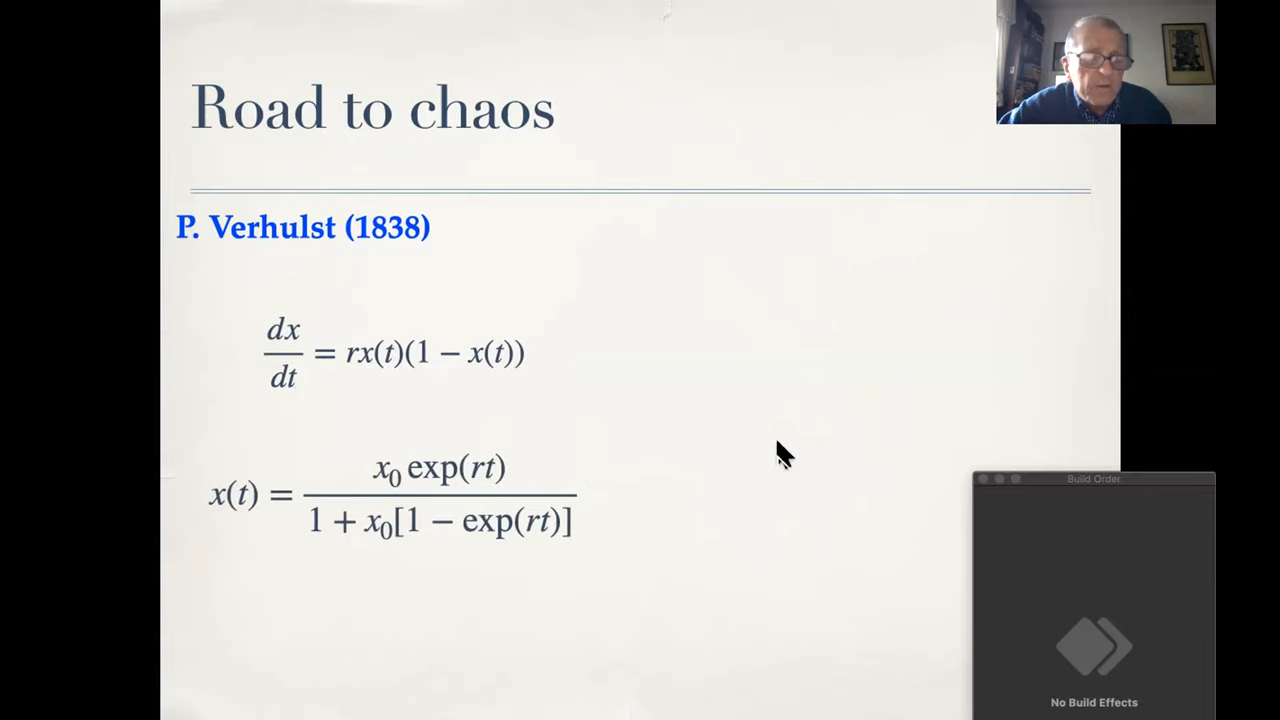 Road to chaos
P. Verhulst (1838)
dx/dt = rx(t)(1 − x(t))
x(t) = x₀ exp(rt) / 1 + x₀[1 − exp(rt)]
Build Order
No Build Effects